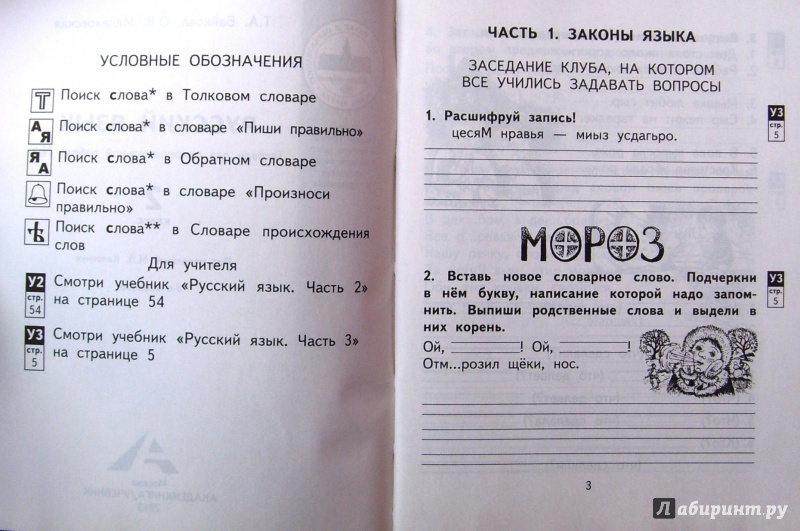 УСЛОВНЫЕ ОБОЗНАЧЕНИЯ
Т Поиск слова* в Толковом словаре
А Я Поиск слова* в словаре «Пиши правильно»
Я А Поиск слова* в Обратном словаре
Поиск слова* в словаре «Произноси
правильно»
Поиск слова** в Словаре происхождения
слов
Для учителя
У2 стр. 54 Смотри учебник «Русский язык. Часть 2»
на странице 54
У3 стр. 5 Смотри учебник «Русский язык. Часть 3»
на странице 5
ЧАСТЬ 1. ЗАКОНЫ ЯЗЫКА
ЗАСЕДАНИЕ КЛУБА, НА КОТОРОМ
ВСЕ УЧИЛИСЬ ЗАДАВАТЬ ВОПРОСЫ
1. Расшифруй запись!
У3 стр. 5
цесяМ нравья — миыз усдагьро.
МОРОЗ
2. Вставь новое словарное слово. Подчеркни
У3 стр. 5
в нём букву, написание которой надо запом-
нить. Выпиши родственные слова и выдели в
них корень.
Ой, __________! Ой, __________!
Отм...розил щёки, нос.
3
Лабиринт.ру